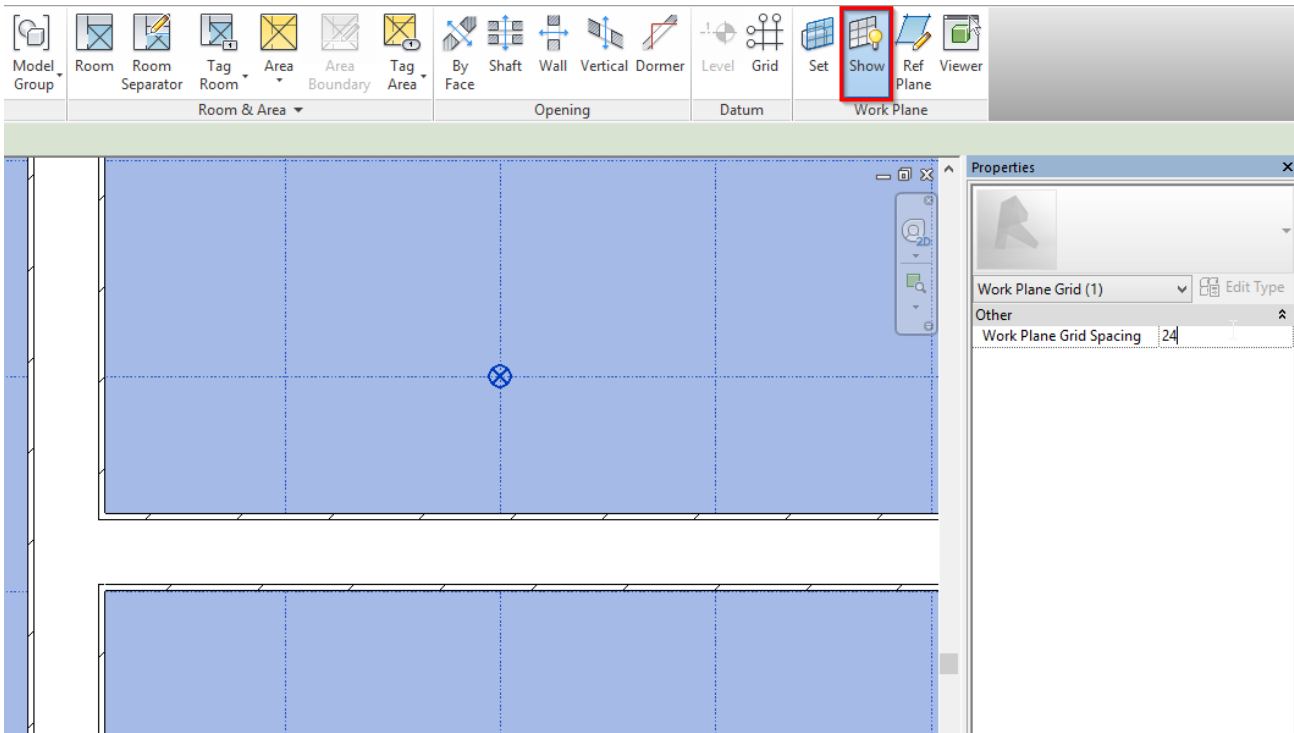 Model Group
Room
Room Separator
Tag Room
Area
Area Boundary
Tag Area
By Face
Shaft
Wall
Vertical
Dormer
Level
Grid
Set
Show
Ref Plane
Viewer
Room & Area
Opening
Datum
Work Plane
Properties
2D
Work Plane Grid (1)
Edit Type
Other
Work Plane Grid Spacing 24